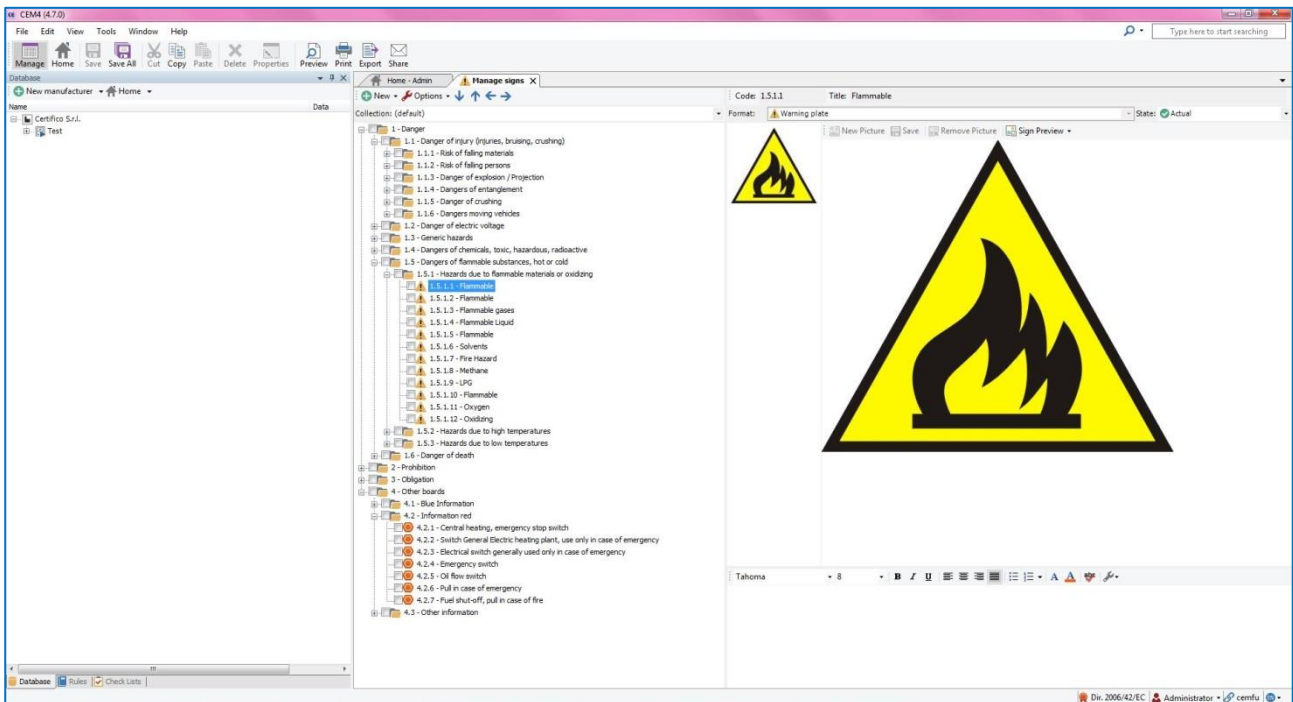 CEM4 (4.7.0)
File Edit View Tools Window Help
Type here to start searching
Manage Home Save Save All Cut Copy Paste Delete Properties Preview Print Export Share
Database
New manufacturer Home
Name Data
Certifico S.r.l.
Test
Database Rules Check Lists
Home - Admin Manage signs X
New Options
Collection: (default)
1 - Danger
1.1 - Danger of injury (injuries, bruising, crushing)
1.1.1 - Risk of falling materials
1.1.2 - Risk of falling persons
1.1.3 - Danger of explosion / Projection
1.1.4 - Dangers of entanglement
1.1.5 - Danger of crushing
1.1.6 - Dangers moving vehicles
1.2 - Danger of electric voltage
1.3 - Generic hazards
1.4 - Dangers of chemicals, toxic, hazardous, radioactive
1.5 - Dangers of flammable substances, hot or cold
1.5.1 - Hazards due to flammable materials or oxidizing
1.5.1.1 - Flammable
1.5.1.2 - Flammable
1.5.1.3 - Flammable gases
1.5.1.4 - Flammable Liquid
1.5.1.5 - Flammable
1.5.1.6 - Solvents
1.5.1.7 - Fire Hazard
1.5.1.8 - Methane
1.5.1.9 - LPG
1.5.1.10 - Flammable
1.5.1.11 - Oxygen
1.5.1.12 - Oxidizing
1.5.2 - Hazards due to high temperatures
1.5.3 - Hazards due to low temperatures
1.6 - Danger of death
2 - Prohibition
3 - Obligation
4 - Other boards
4.1 - Blue Information
4.2 - Information red
4.2.1 - Central heating, emergency stop switch
4.2.2 - Switch General Electric heating plant, use only in case of emergency
4.2.3 - Electrical switch generally used only in case of emergency
4.2.4 - Emergency switch
4.2.5 - Oil flow switch
4.2.6 - Pull in case of emergency
4.2.7 - Fuel shut-off, pull in case of fire
4.3 - Other information
Code: 1.5.1.1 Title: Flammable
Format: Warning plate State: Actual
New Picture Save Remove Picture Sign Preview
Tahoma 8 B I U A A abc
Dir. 2006/42/EC Administrator cemfu